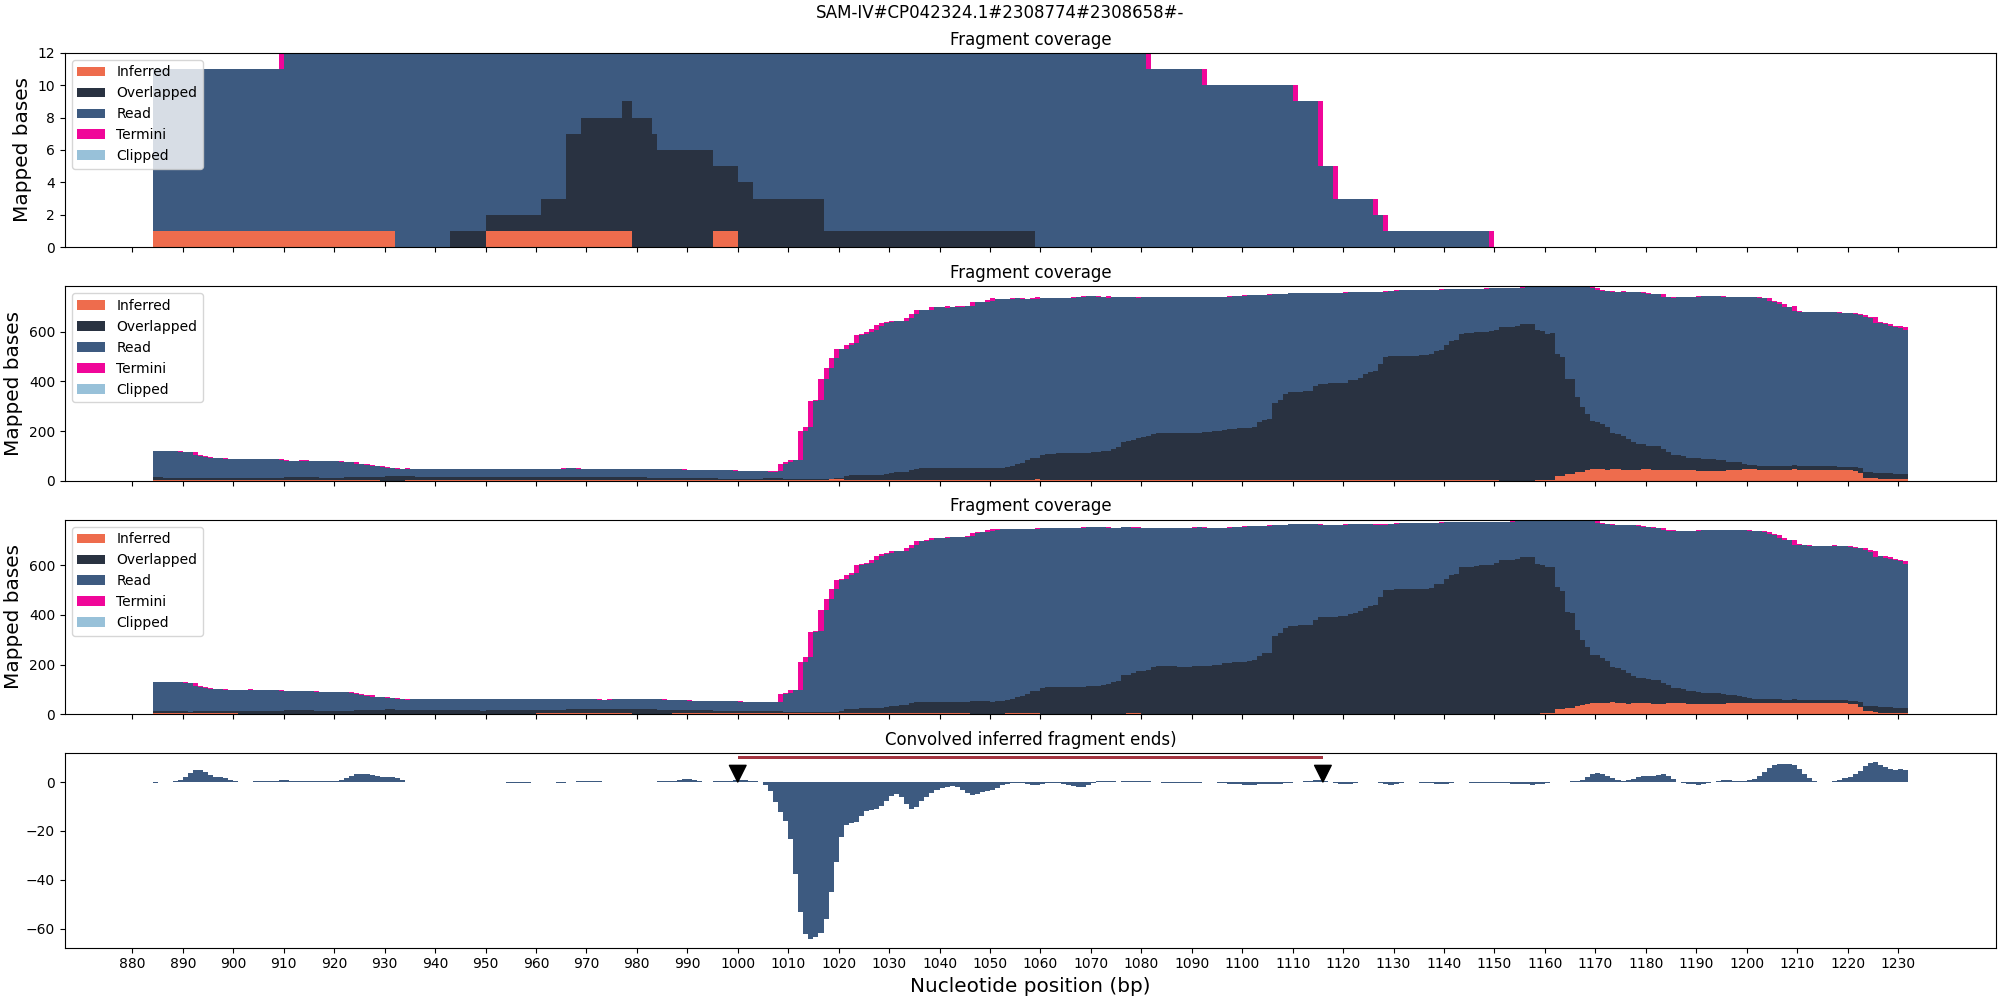 SAM-IV#CP042324.1#2308774#2308658#-
Fragment coverage
Mapped bases
12
10
8
6
4
2
0
Inferred
Overlapped
Read
Termini
Clipped
Fragment coverage
Mapped bases
600
400
200
0
Inferred
Overlapped
Read
Termini
Clipped
Fragment coverage
Mapped bases
600
400
200
0
Inferred
Overlapped
Read
Termini
Clipped
Convolved inferred fragment ends)
0
−20
−40
−60
880 890 900 910 920 930 940 950 960 970 980 990 1000 1010 1020 1030 1040 1050 1060 1070 1080 1090 1100 1110 1120 1130 1140 1150 1160 1170 1180 1190 1200 1210 1220 1230
Nucleotide position (bp)